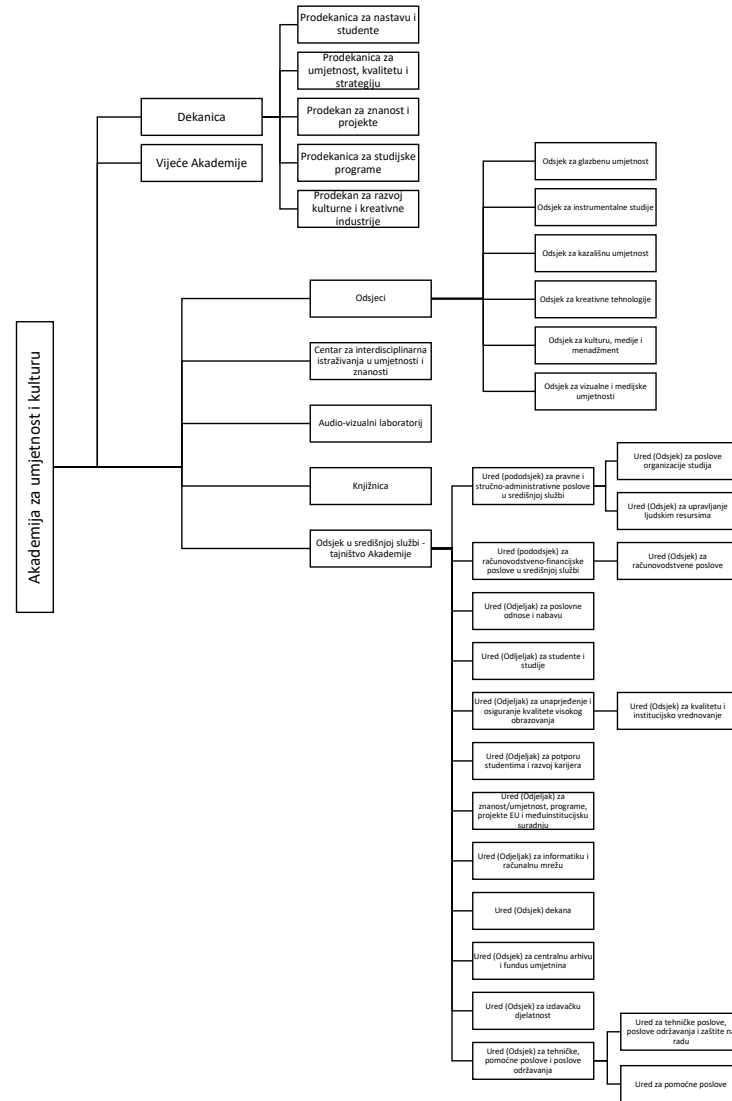 Akademija za umjetnost i kulturu
Dekanica
Vijeće Akademije
Prodekanica za nastavu i
studente
Prodekanica za
umjetnost, kvalitetu i
strategiju
Prodekan za znanost i
projekte
Prodekanica za studijske
programe
Prodekan za razvoj
kulturne i kreativne
industrije
Odsjeci
Odsjek za glazbenu umjetnost
Odsjek za instrumentalne studije
Odsjek za kazališnu umjetnost
Odsjek za kreativne tehnologije
Odsjek za kulturu, medije i
menadžment
Odsjek za vizualne i medijske
umjetnosti
Centar za interdisciplinarna
istraživanja u umjetnosti i
znanosti
Audio-vizualni laboratorij
Knjižnica
Odsjek u središnjoj službi -
tajništvo Akademije
Ured (pododsjek) za pravne i
stručno-administrativne poslove
u središnjoj službi
Ured (Odsjek) za poslove
organizacije studija
Ured (Odsjek) za upravljanje
ljudskim resursima
Ured (pododsjek) za
računovodstveno-financijske
poslove u središnjoj službi
Ured (Odsjek) za
računovodstvene poslove
Ured (Odjeljak) za poslovne
odnose i nabavu
Ured (Odljeljak) za studente i
studije
Ured (Odjeljak) za unaprjeđenje i
osiguranje kvalitete visokog
obrazovanja
Ured (Odsjek) za kvalitetu i
institucijsko vrednovanje
Ured (Odjeljak) za potporu
studentima i razvoj karijera
Ured (Odjeljak) za
znanost/umjetnost, programe,
projekte EU i međuinstitucijsku
suradnju
Ured (Odjeljak) za informatiku i
računalnu mrežu
Ured (Odsjek) dekana
Ured (Odsjek) za centralnu arhivu
i fundus umjetnina
Ured (Odsjek) za izdavačku
djelatnost
Ured (Odsjek) za tehničke,
pomoćne poslove i poslove
održavanja
Ured za tehničke poslove,
poslove održavanja i zaštite na
radu
Ured za pomoćne poslove